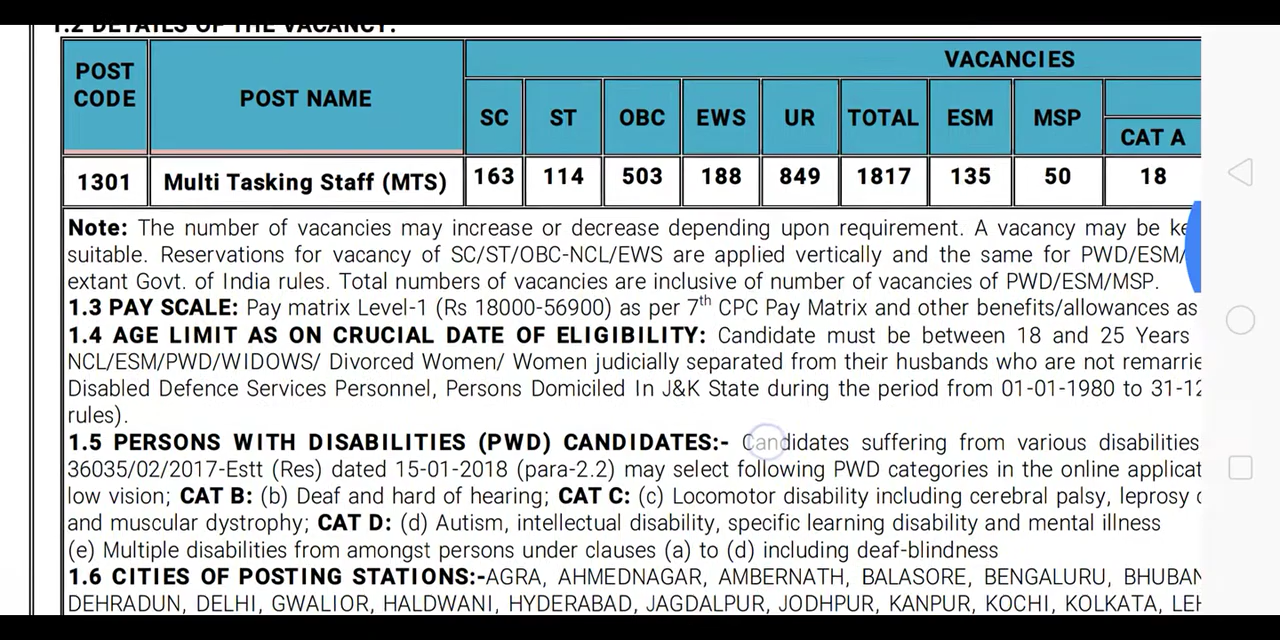 1.2 DETAILS OF THE VACANCY:
POST CODE POST NAME VACANCIES
SC ST OBC EWS UR TOTAL ESM MSP CAT A
1301 Multi Tasking Staff (MTS) 163 114 503 188 849 1817 135 50 18
Note: The number of vacancies may increase or decrease depending upon requirement. A vacancy may be
suitable. Reservations for vacancy of SC/ST/OBC-NCL/EWS are applied vertically and the same for PWD/ESM/
extant Govt. of India rules. Total numbers of vacancies are inclusive of number of vacancies of PWD/ESM/MSP.
1.3 PAY SCALE: Pay matrix Level-1 (Rs 18000-56900) as per 7th CPC Pay Matrix and other benefits/allowances as
1.4 AGE LIMIT AS ON CRUCIAL DATE OF ELIGIBILITY: Candidate must be between 18 and 25 Years
NCL/ESM/PWD/WIDOWS/ Divorced Women/ Women judicially separated from their husbands who are not
Disabled Defence Services Personnel, Persons Domiciled In J&K State during the period from 01-01-1980 to
rules).
1.5 PERSONS WITH DISABILITIES (PWD) CANDIDATES:- Candidates suffering from various disabilities
36035/02/2017-Estt (Res) dated 15-01-2018 (para-2.2) may select following PWD categories in the online
low vision; CAT B: (b) Deaf and hard of hearing; CAT C: (c) Locomotor disability including cerebral palsy, leprosy
and muscular dystrophy; CAT D: (d) Autism, intellectual disability, specific learning disability and mental illness
(e) Multiple disabilities from amongst persons under clauses (a) to (d) including deaf-blindness
1.6 CITIES OF POSTING STATIONS:-AGRA, AHMEDNAGAR, AMBERNATH, BALASORE, BENGALURU,
DEHRADUN, DELHI, GWALIOR, HALDWANI, HYDERABAD, JAGDALPUR, JODHPUR, KANPUR, KOCHI, KOLKATA,